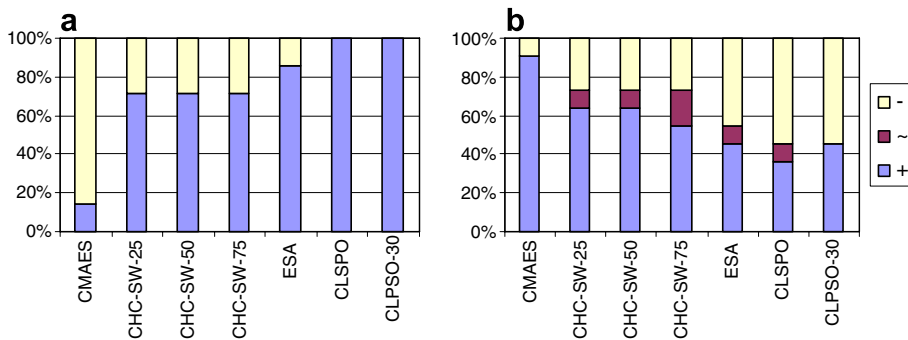 a
100%
80%
60%
40%
20%
0%
CMAES
CHC-SW-25
CHC-SW-50
CHC-SW-75
ESA
CLSPO
CLPSO-30
b
100%
80%
60%
40%
20%
0%
CMAES
CHC-SW-25
CHC-SW-50
CHC-SW-75
ESA
CLSPO
CLPSO-30
-
~
+